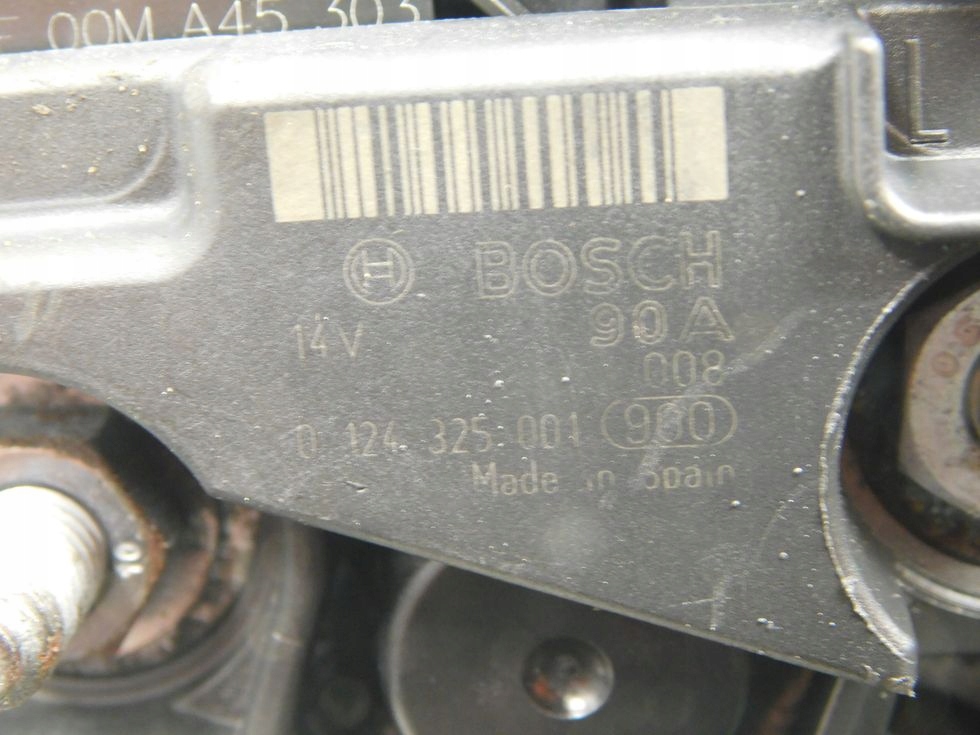 00M A45 303
L
BOSCH
14V 90A
008
0 124 325 001 900
Made in Spain